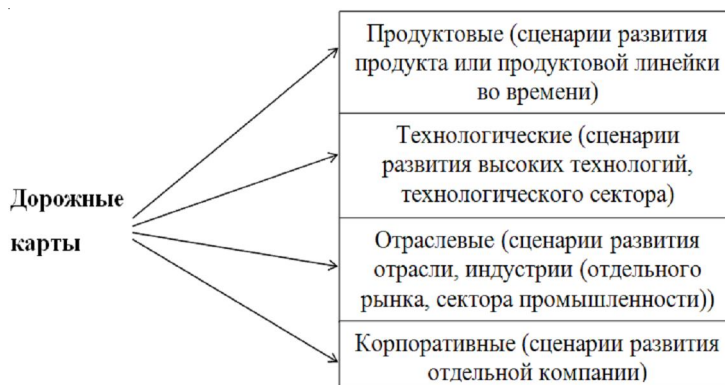 Дорожные
карты
Продуктовые (сценарии развития
продукта или продуктовой линейки
во времени)
Технологические (сценарии
развития высоких технологий,
технологического сектора)
Отраслевые (сценарии развития
отрасли, индустрии (отдельного
рынка, сектора промышленности))
Корпоративные (сценарии развития
отдельной компании)